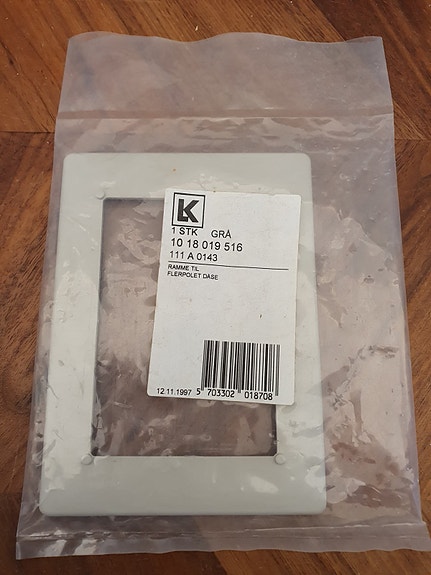 LK
1 STK GRÅ
10 18 019 516
111 A 0143
RAMME TIL
FLERPOLET DÅSE
12.11.1997 5 703302 018708